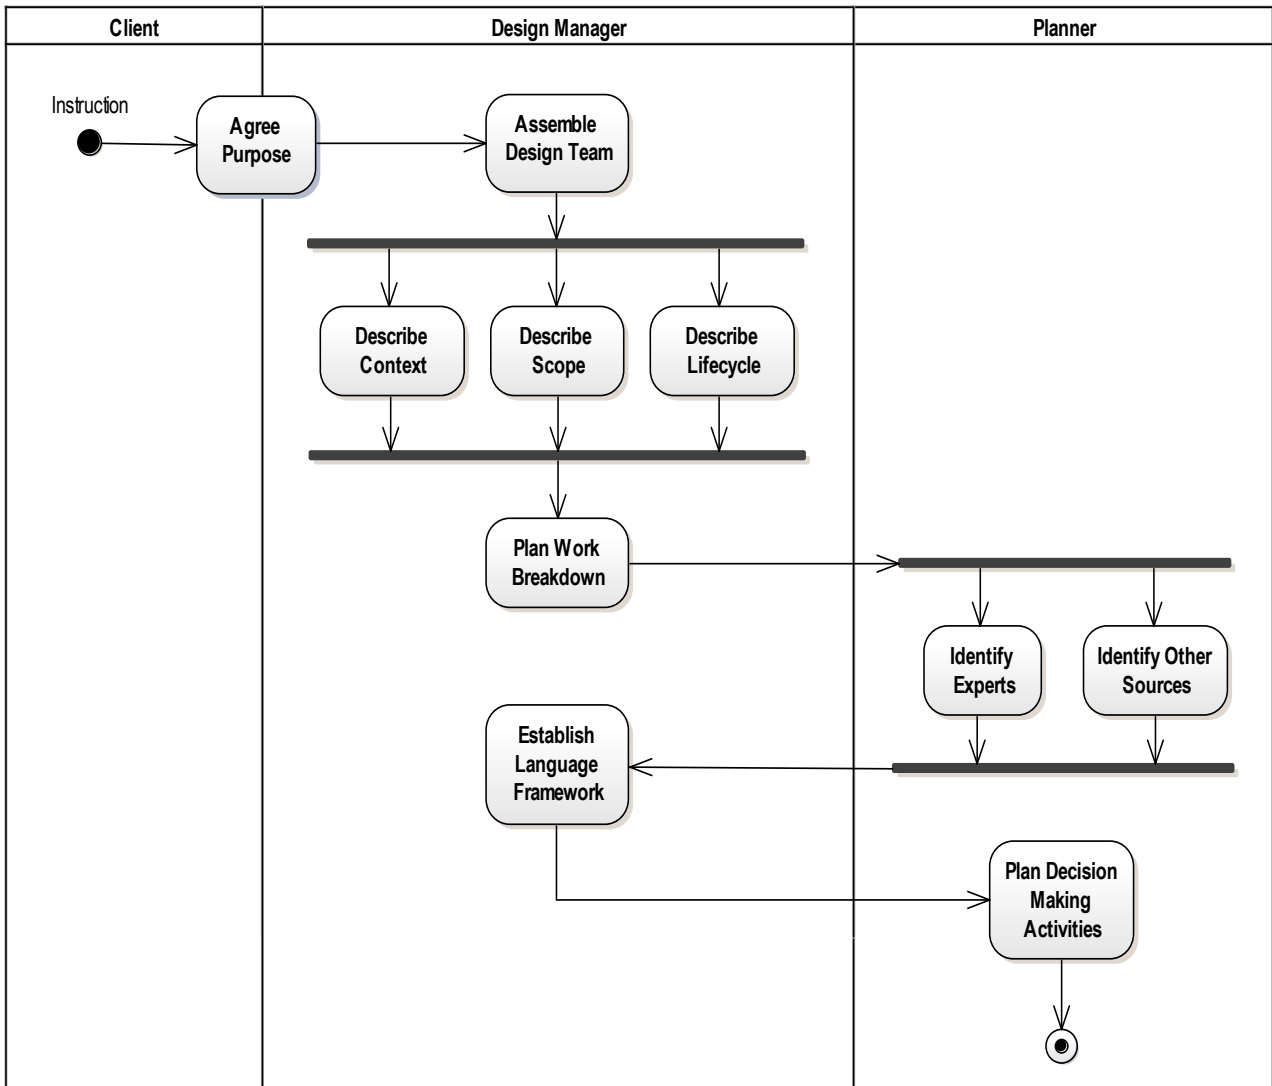 Client
Design Manager
Planner
Instruction
Agree
Purpose
Assemble
Design Team
Describe
Context
Describe
Scope
Describe
Lifecycle
Plan Work
Breakdown
Identify
Experts
Identify Other
Sources
Establish
Language
Framework
Plan Decision
Making
Activities